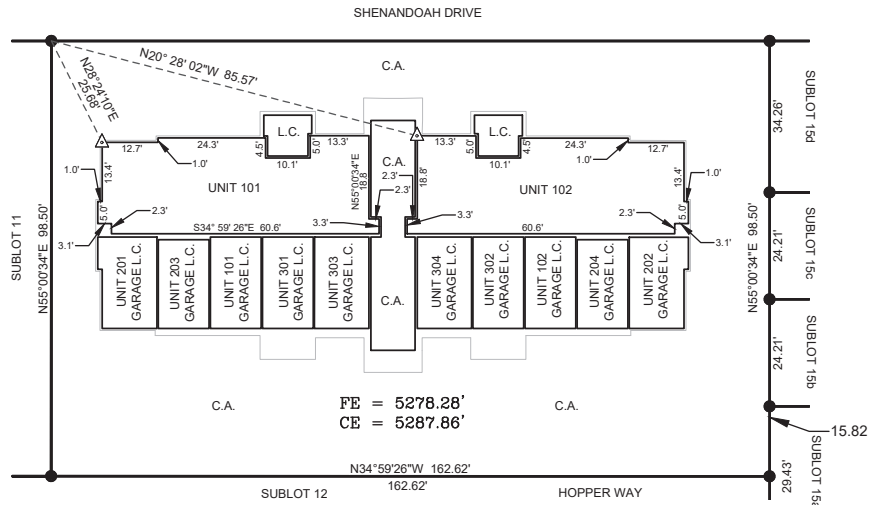 SHENANDOAH DRIVE
C.A.
N20° 28' 02"W 85.57'
N28°24'10"E
25.68'
SUBLOT 15d
34.26'
L.C.
L.C.
12.7'
24.3'
4.5'
5.0'
13.3'
13.3'
5.0'
4.5'
24.3'
12.7'
10.1'
10.1'
1.0'
1.0'
C.A.
1.0'
13.4'
N55°00'34"E
18.8
18.8'
13.4'
1.0'
UNIT 101
UNIT 102
2.3'
2.3'
5.0'
2.3'
3.3'
3.3'
2.3'
5.0'
3.1'
S34° 59' 26"E 60.6'
60.6'
3.1'
SUBLOT 11
N55°00'34"E 98.50'
N55°00'34"E 98.50'
24.21'
SUBLOT 15c
UNIT 201
GARAGE L.C.
UNIT 203
GARAGE L.C.
UNIT 101
GARAGE L.C.
UNIT 301
GARAGE L.C.
UNIT 303
GARAGE L.C.
C.A.
UNIT 304
GARAGE L.C.
UNIT 302
GARAGE L.C.
UNIT 102
GARAGE L.C.
UNIT 204
GARAGE L.C.
UNIT 202
GARAGE L.C.
24.21'
SUBLOT 15b
C.A.
FE = 5278.28'
CE = 5287.86'
C.A.
15.82
N34°59'26"W 162.62'
162.62'
29.43'
SUBLOT 15a
SUBLOT 12
HOPPER WAY